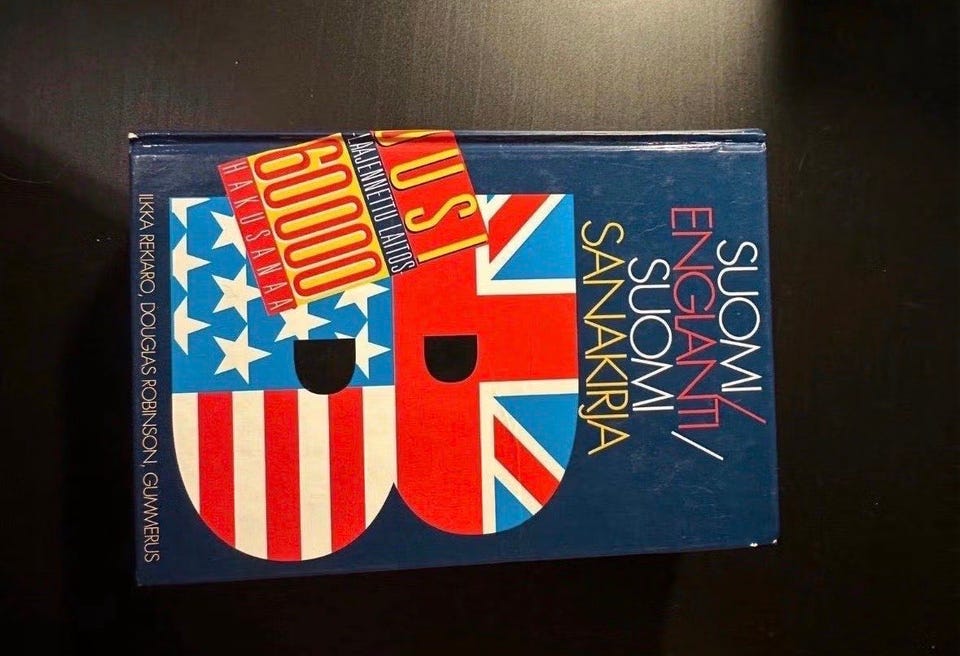 SUOMI/
ENGLANTI/
SUOMI
SANAKIRJA
UUSI
LAAJENNETTU LAITOS
60000
HAKUSANAA
ILKKA REKIARO, DOUGLAS ROBINSON, GUMMERUS